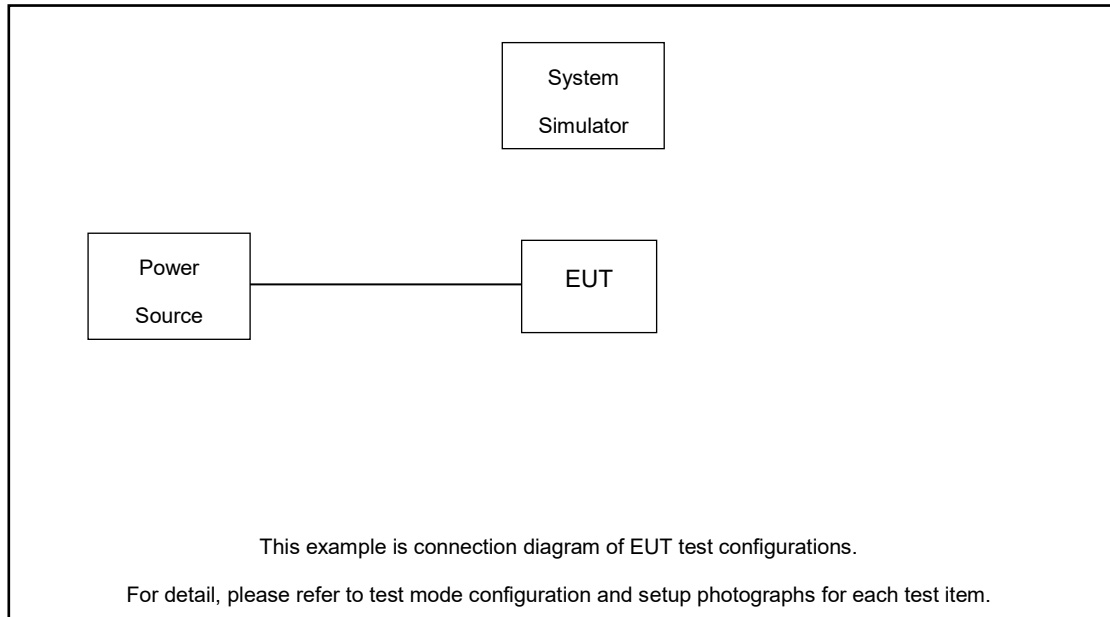 System
Simulator
Power
Source
EUT
This example is connection diagram of EUT test configurations.
For detail, please refer to test mode configuration and setup photographs for each test item.